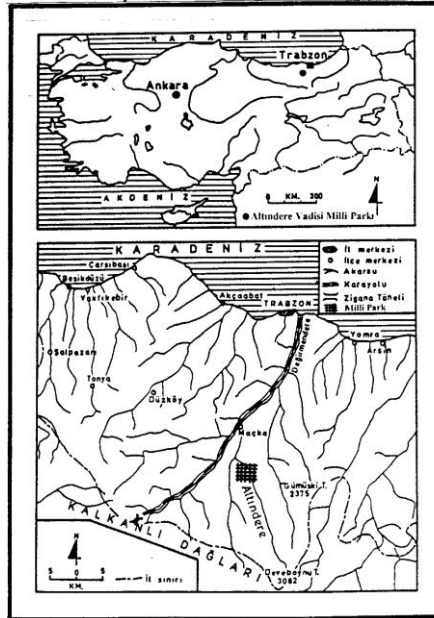 KARADENİZ
Trabzon
Ankara
AKDENİZ
0 KM. 300
N
Altındere Vadisi Milli Parkı
KARADENİZ
İl merkezi
İlçe merkezi
Akarsu
Karayolu
Zigana Tüneli
Milli Park
Çarşıbaşı
Beşikdüzü
Vakfıkebir
Akçaabat
TRABZON
Yomra
Arsin
Değirmendere
Şalpazarı
Tonya
Düzköy
Maçka
Gümüşki T.
2375
Altındere
KALKANLI DAĞLARI
Deveboynu T.
3082
N
5 0 5
KM.
İl sınırı